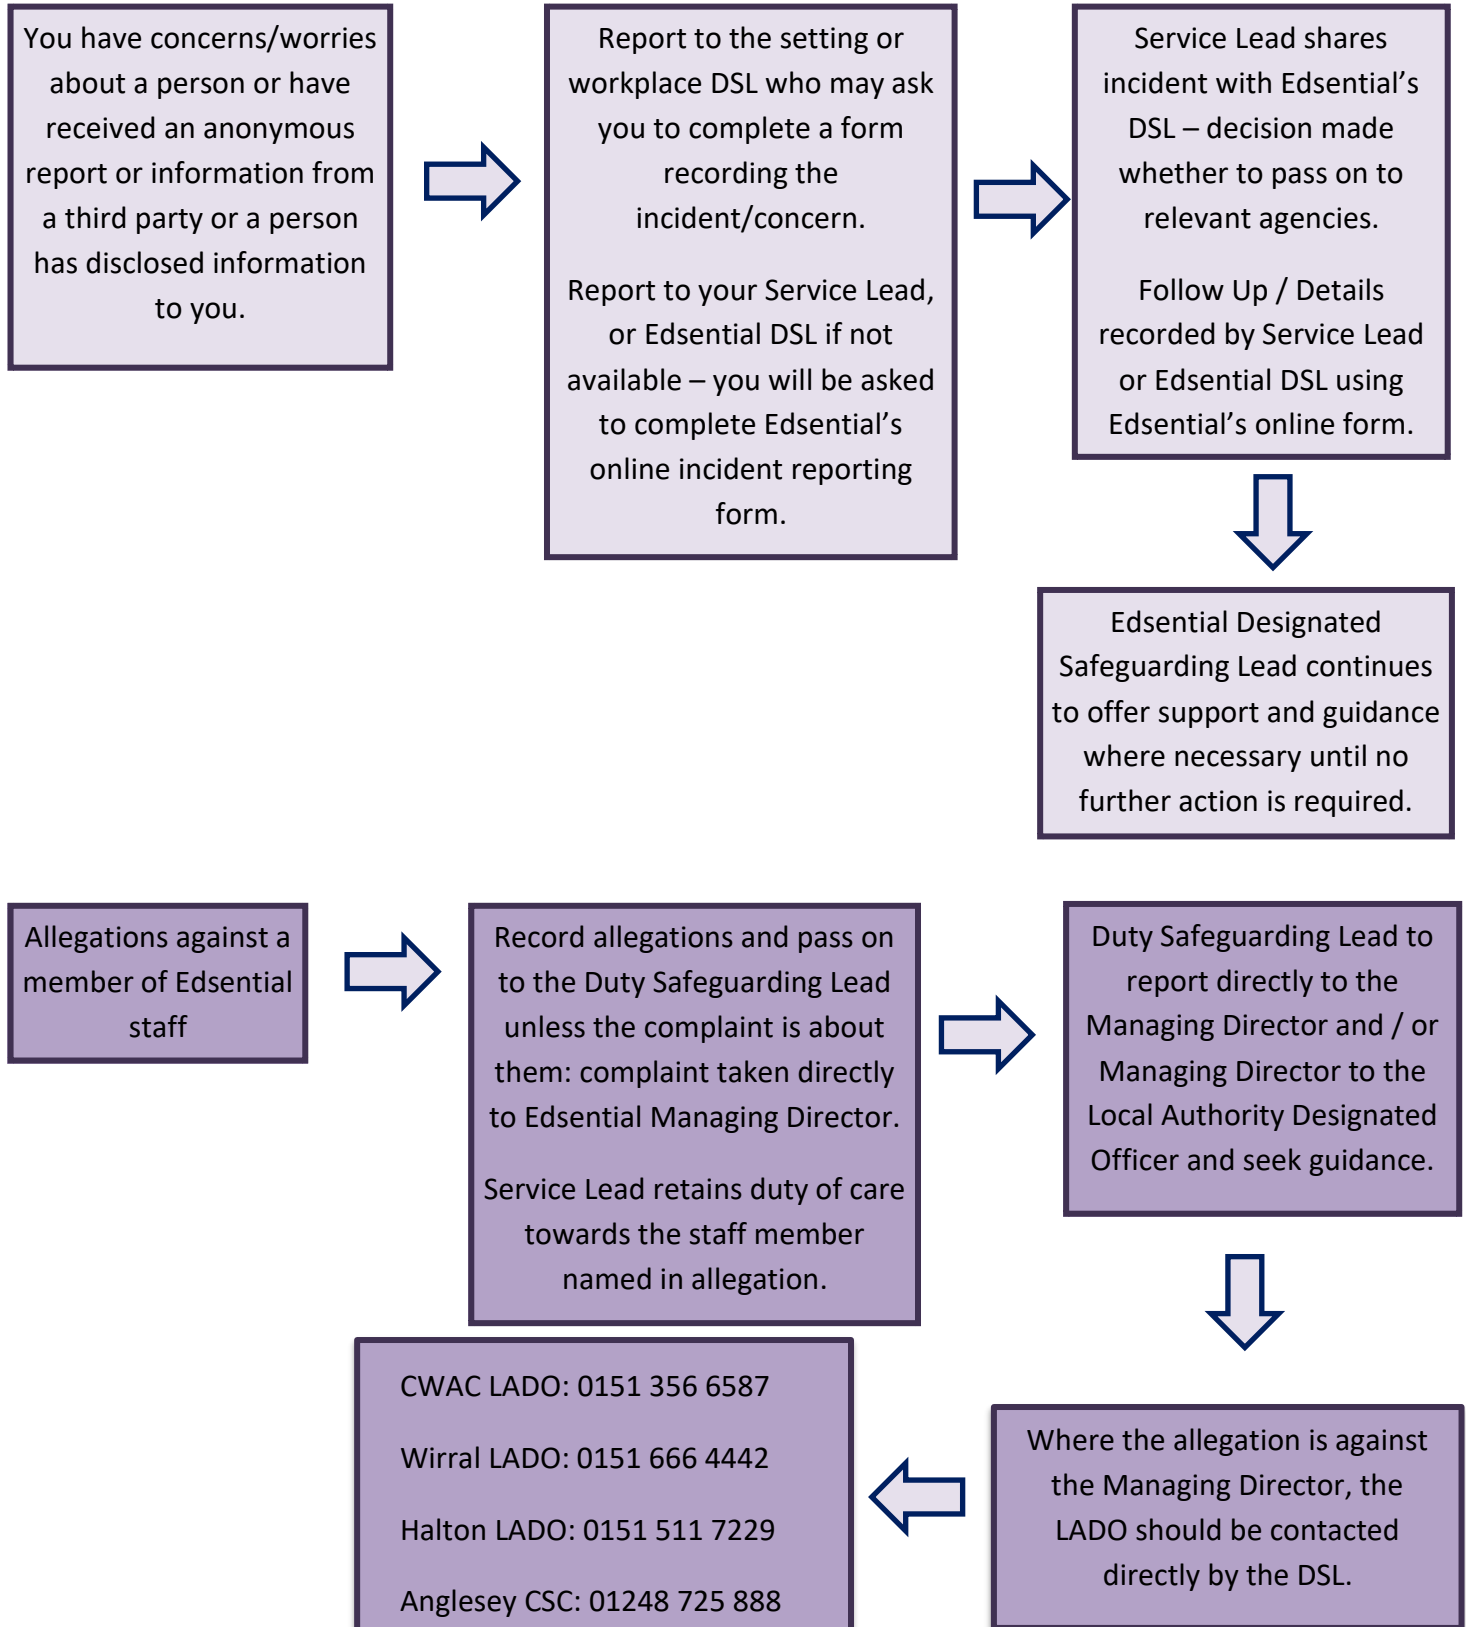 You have concerns/worries
about a person or have
received an anonymous
report or information from
a third party or a person
has disclosed information
to you.
Report to the setting or
workplace DSL who may ask
you to complete a form
recording the
incident/concern.
Report to your Service Lead,
or Edsential DSL if not
available – you will be asked
to complete Edsential’s
online incident reporting
form.
Service Lead shares
incident with Edsential’s
DSL – decision made
whether to pass on to
relevant agencies.
Follow Up / Details
recorded by Service Lead
or Edsential DSL using
Edsential’s online form.
Edsential Designated
Safeguarding Lead continues
to offer support and guidance
where necessary until no
further action is required.
Allegations against a
member of Edsential
staff
Record allegations and pass on
to the Duty Safeguarding Lead
unless the complaint is about
them: complaint taken directly
to Edsential Managing Director.
Service Lead retains duty of care
towards the staff member
named in allegation.
Duty Safeguarding Lead to
report directly to the
Managing Director and / or
Managing Director to the
Local Authority Designated
Officer and seek guidance.
Where the allegation is against
the Managing Director, the
LADO should be contacted
directly by the DSL.
CWAC LADO: 0151 356 6587
Wirral LADO: 0151 666 4442
Halton LADO: 0151 511 7229
Anglesey CSC: 01248 725 888